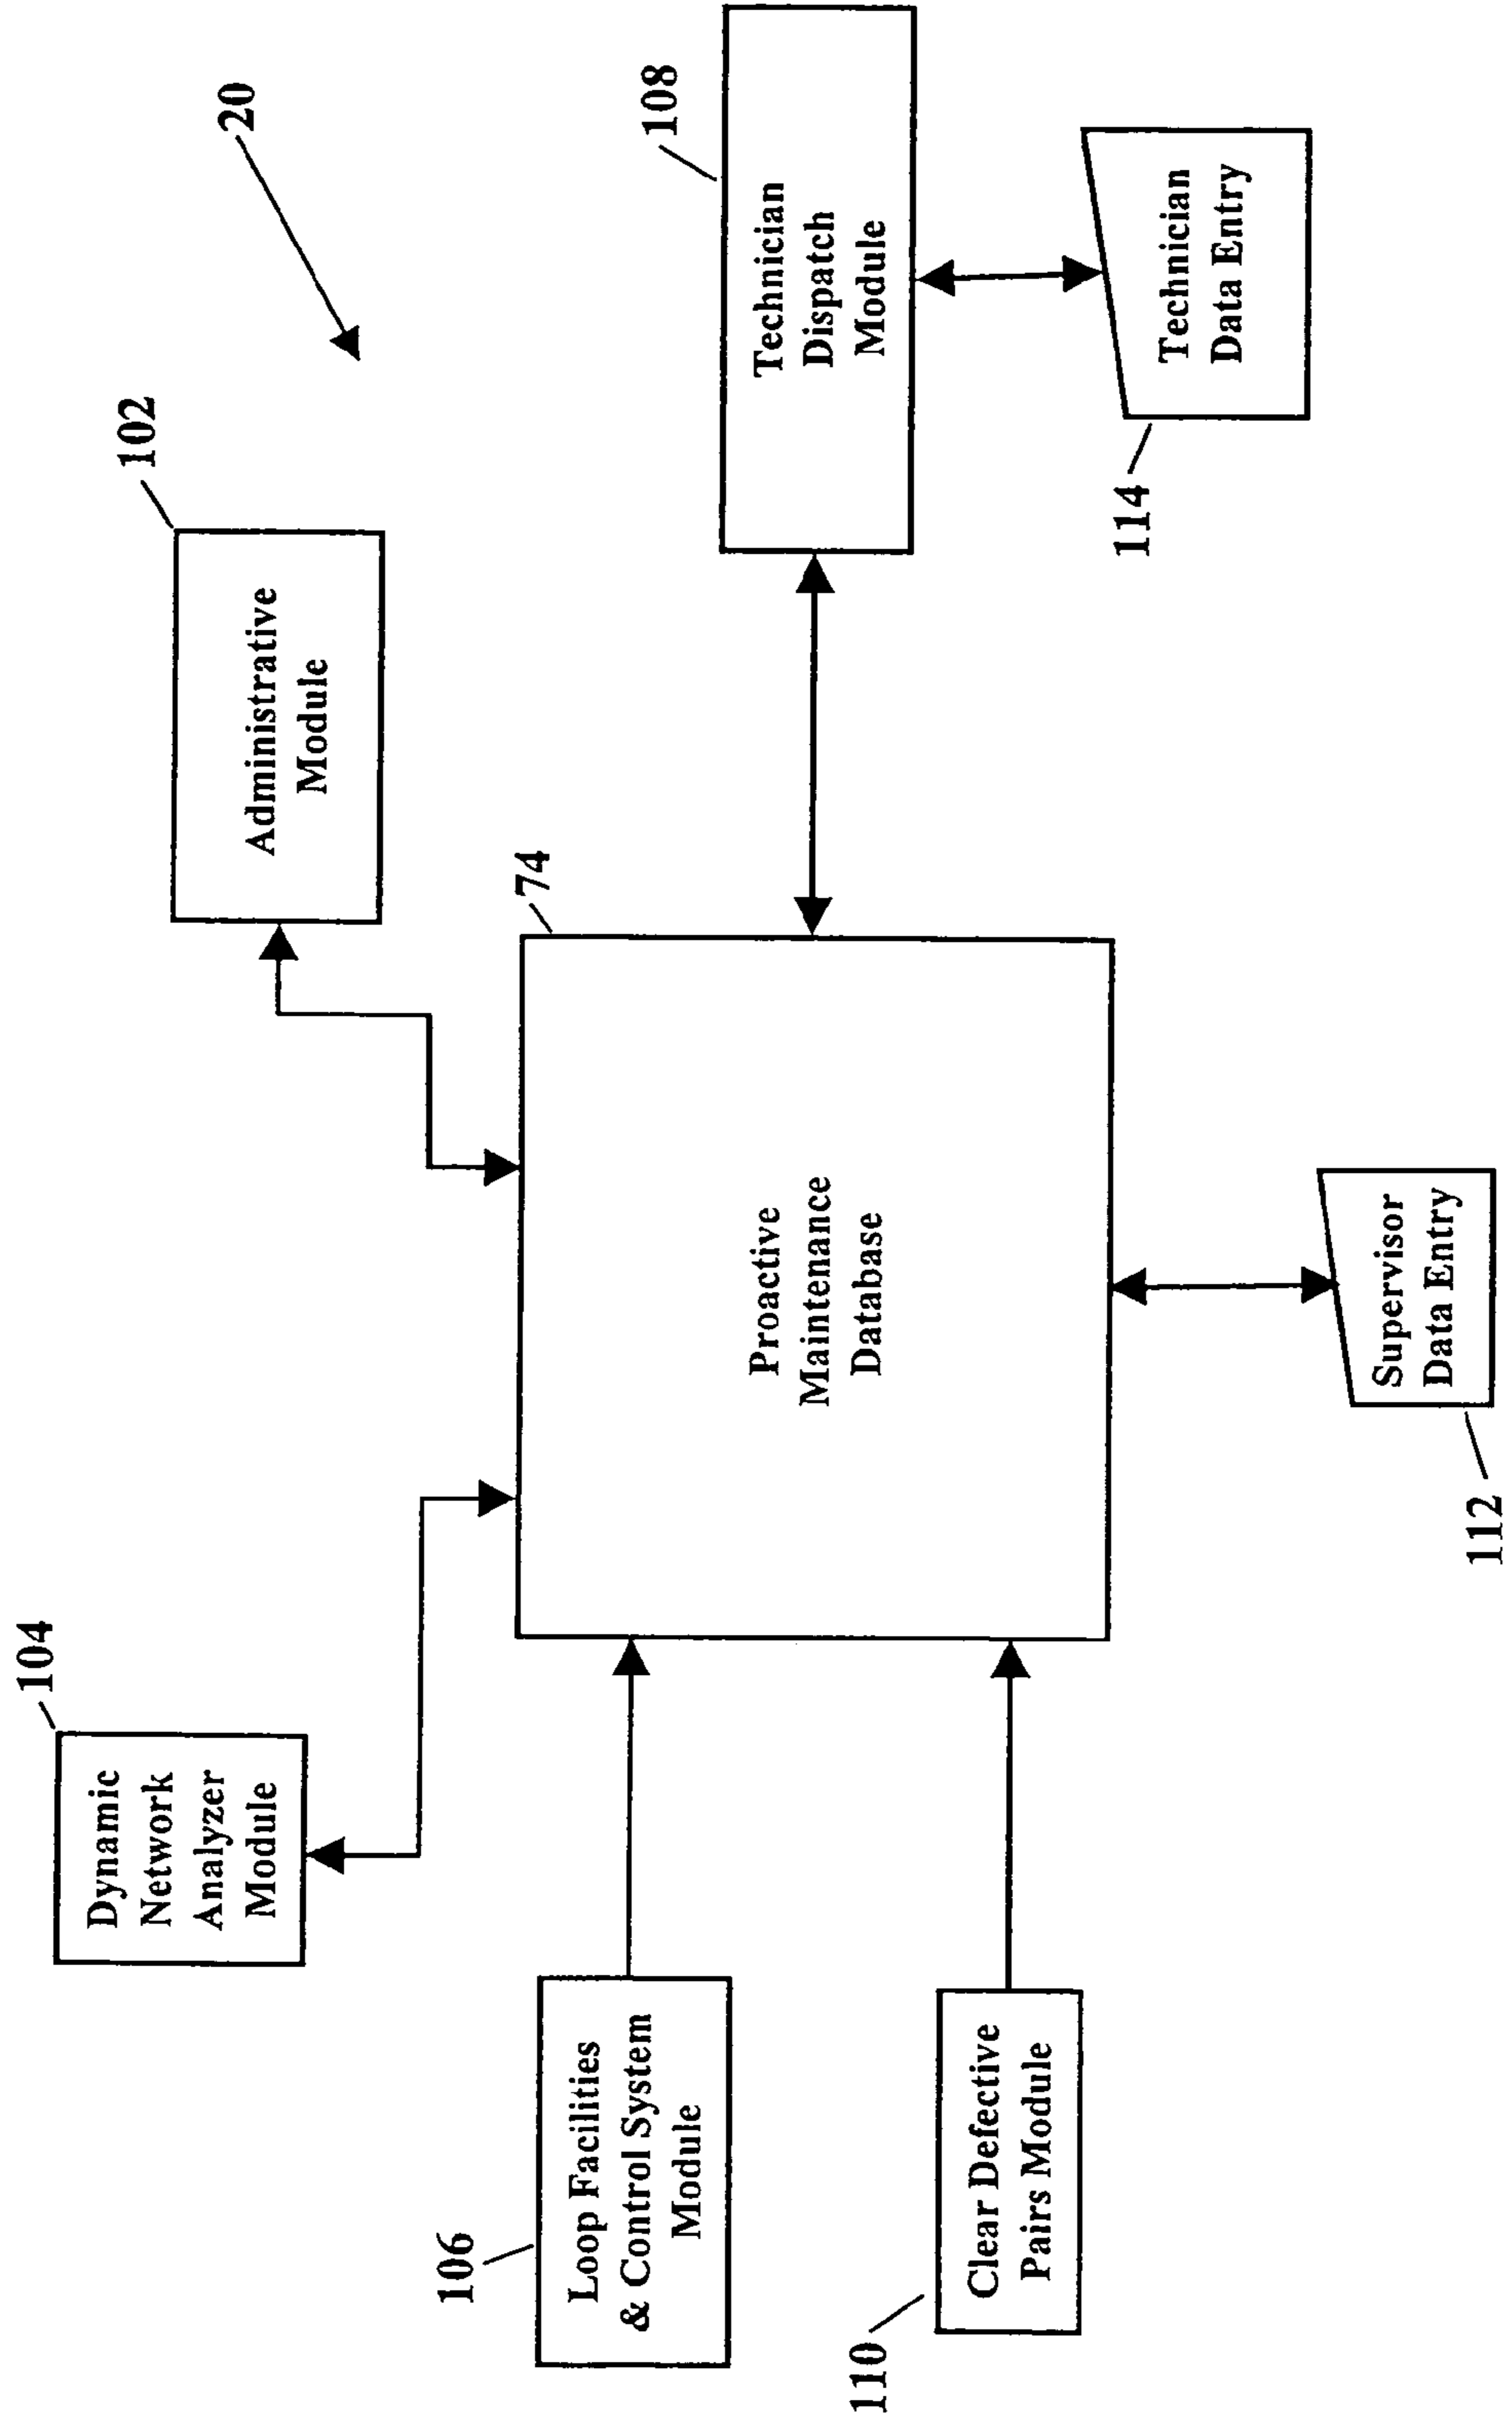 20
104
Dynamic
Network
Analyzer
Module
102
Administrative
Module
106
Loop Facilities
& Control System
Module
74
Proactive
Maintenance
Database
108
Technician
Dispatch
Module
110
Clear Defective
Pairs Module
112
Supervisor
Data Entry
114
Technician
Data Entry